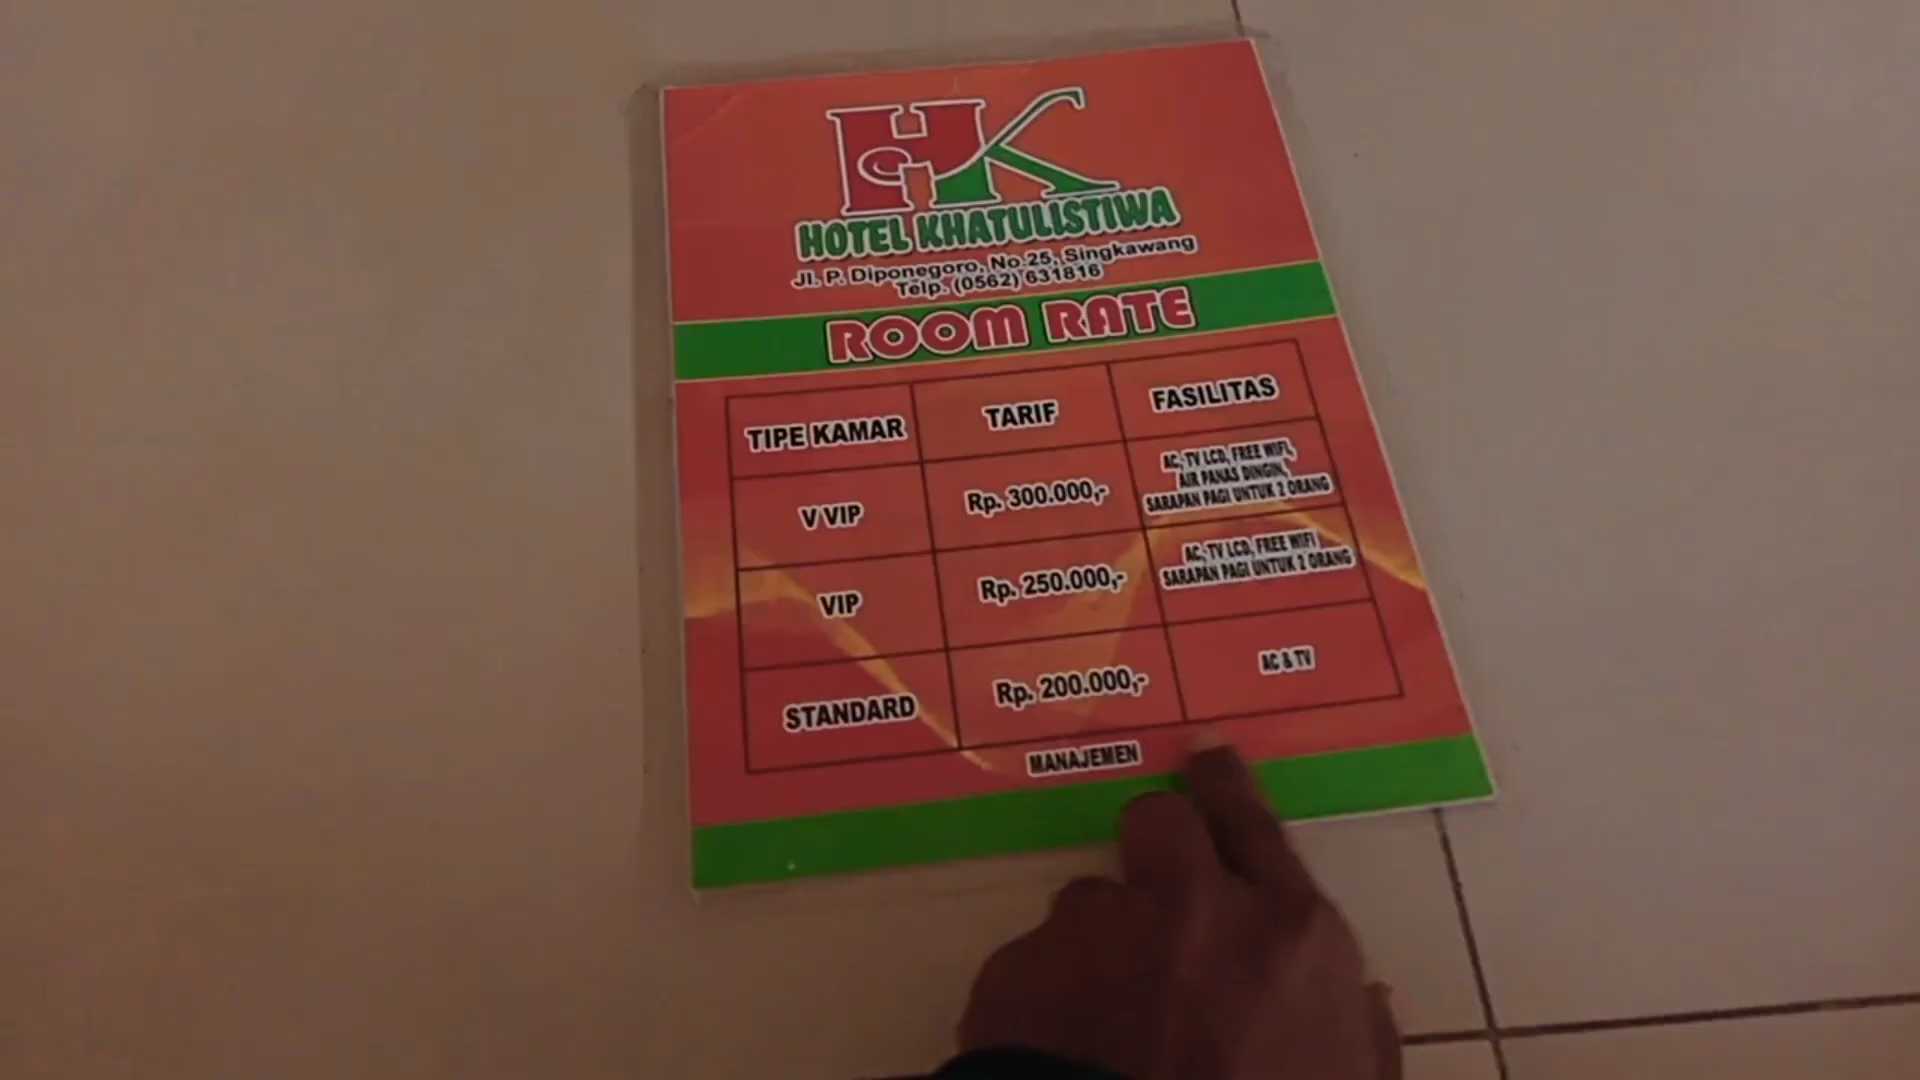 HK
HOTEL KHATULISTIWA
Jl. P. Diponegoro, No.25, Singkawang
Telp. (0562) 631816
ROOM RATE
TIPE KAMAR TARIF FASILITAS
V VIP Rp. 300.000,- AC, TV LCD, FREE WIFI,
AIR PANAS DINGIN,
SARAPAN PAGI UNTUK 2 ORANG
VIP Rp. 250.000,- AC, TV LCD, FREE WIFI
SARAPAN PAGI UNTUK 2 ORANG
STANDARD Rp. 200.000,- AC & TV
MANAJEMEN